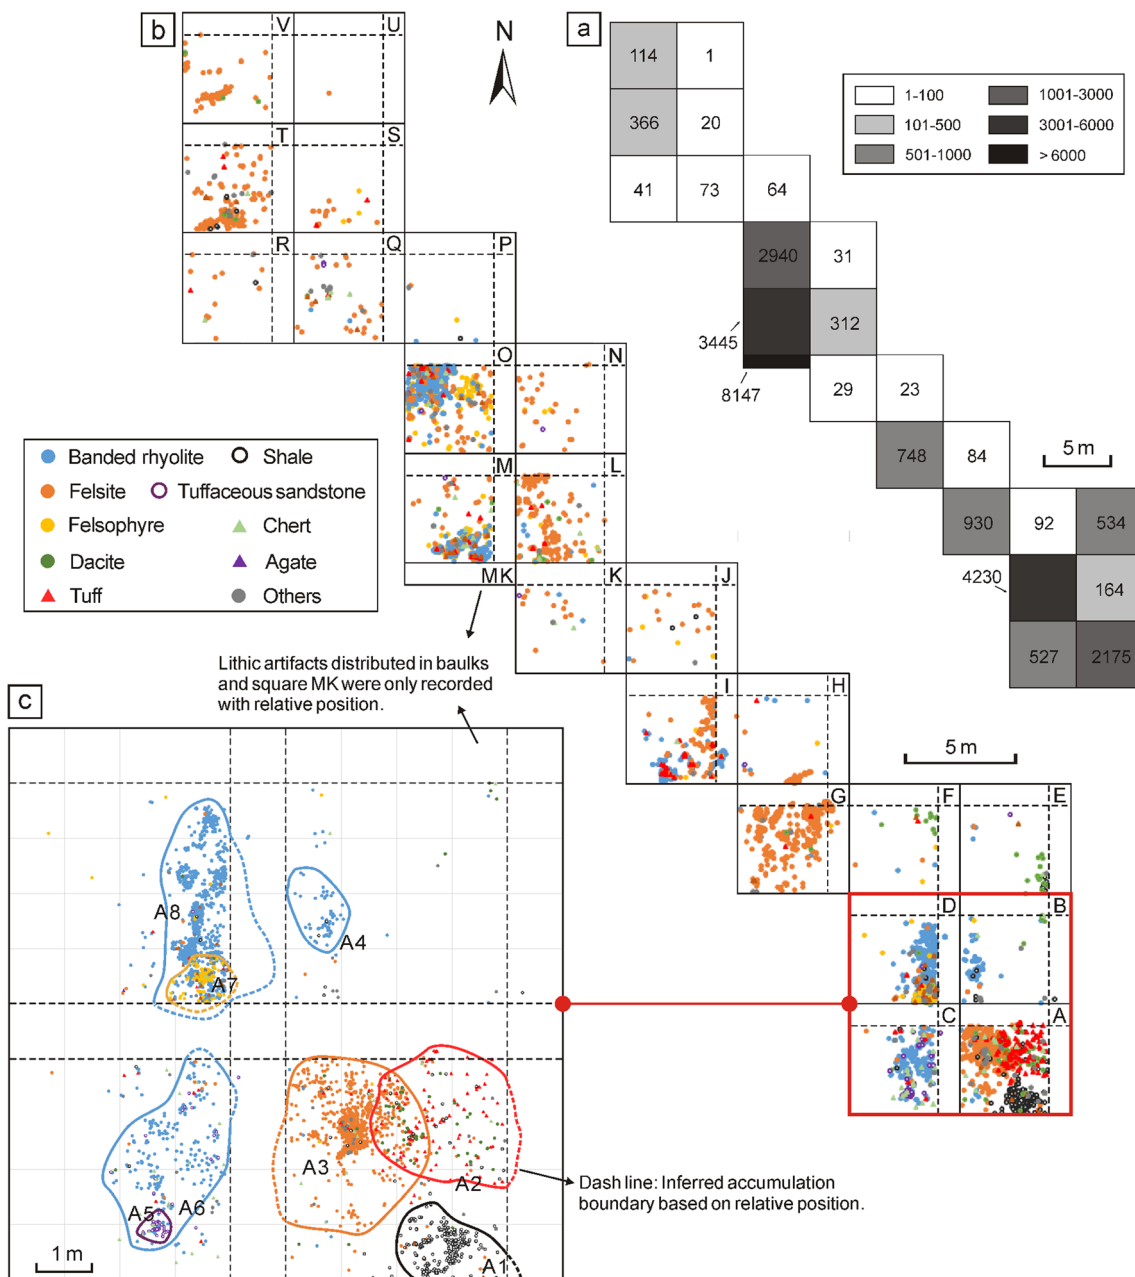 b
V
U
T
S
R
Q
P
O
N
M
L
MK
K
J
I
H
G
F
E
D
B
C
A
N
a
114
1
366
20
41
73
64
2940
31
3445
312
8147
29
23
748
84
930
92
534
4230
164
527
2175
1-100
101-500
501-1000
1001-3000
3001-6000
>6000
5 m
Banded rhyolite
Felsite
Felsophyre
Dacite
Tuff
Shale
Tuffaceous sandstone
Chert
Agate
Others
Lithic artifacts distributed in baulks
and square MK were only recorded
with relative position.
5 m
c
A8
A7
A4
A5
A6
A3
A2
A1
1 m
Dash line: Inferred accumulation
boundary based on relative position.